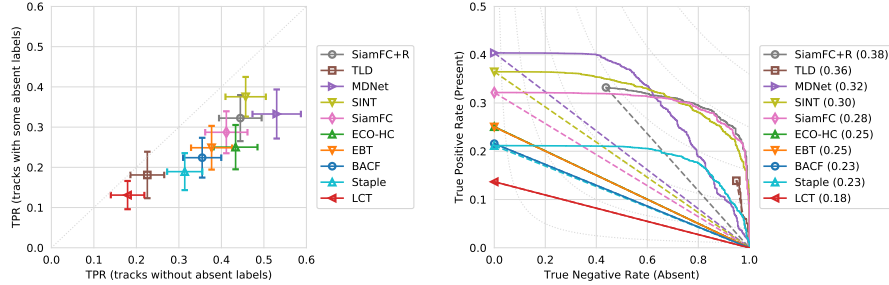 0.6
0.5
0.4
0.3
0.2
0.1
0.0
TPR (tracks with some absent labels)
0.0 0.1 0.2 0.3 0.4 0.5 0.6
TPR (tracks without absent labels)
SiamFC+R
TLD
MDNet
SINT
SiamFC
ECO-HC
EBT
BACF
Staple
LCT
0.5
0.4
0.3
0.2
0.1
0.0
True Positive Rate (Present)
0.0 0.2 0.4 0.6 0.8 1.0
True Negative Rate (Absent)
SiamFC+R (0.38)
TLD (0.36)
MDNet (0.32)
SINT (0.30)
SiamFC (0.28)
ECO-HC (0.25)
EBT (0.25)
BACF (0.23)
Staple (0.23)
LCT (0.18)